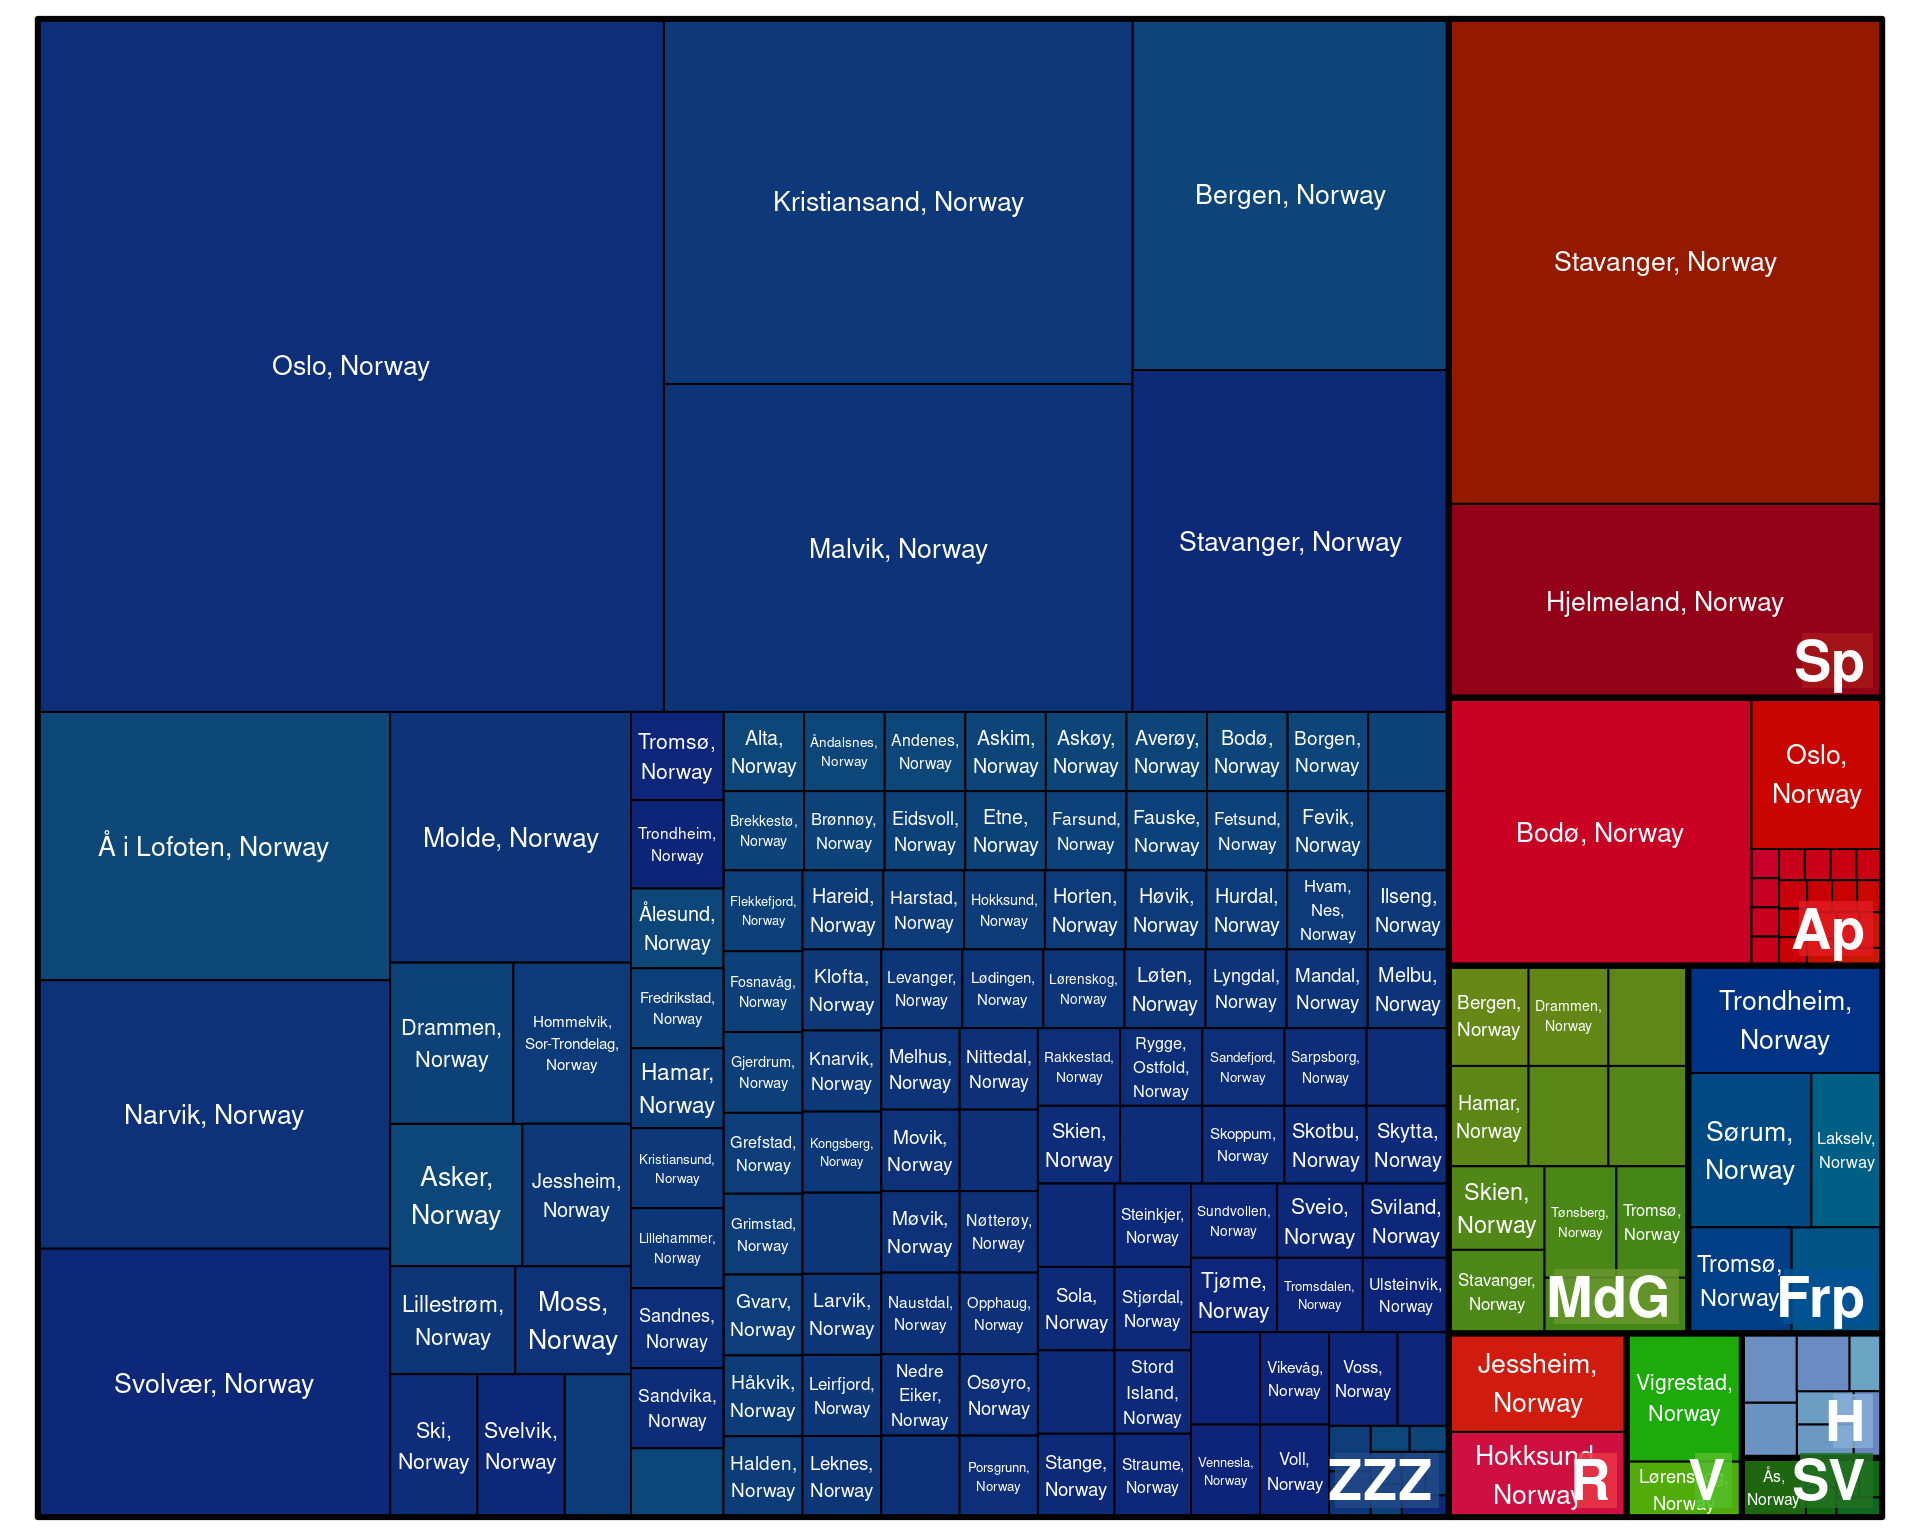 Oslo, Norway
Kristiansand, Norway
Bergen, Norway
Malvik, Norway
Stavanger, Norway
Å i Lofoten, Norway
Narvik, Norway
Svolvær, Norway
Molde, Norway
Drammen,
Norway
Hommelvik,
Sor-Trondelag,
Norway
Asker,
Norway
Jessheim,
Norway
Lillestrøm,
Norway
Moss,
Norway
Ski,
Norway
Svelvik,
Norway
Tromsø,
Norway
Trondheim,
Norway
Ålesund,
Norway
Fredrikstad,
Norway
Hamar,
Norway
Kristiansund,
Norway
Lillehammer,
Norway
Sandnes,
Norway
Sandvika,
Norway
Alta,
Norway
Åndalsnes,
Norway
Andenes,
Norway
Askim,
Norway
Askøy,
Norway
Averøy,
Norway
Bodø,
Norway
Borgen,
Norway
Brekkestø,
Norway
Brønnøy,
Norway
Eidsvoll,
Norway
Etne,
Norway
Farsund,
Norway
Fauske,
Norway
Fetsund,
Norway
Fevik,
Norway
Flekkefjord,
Norway
Hareid,
Norway
Harstad,
Norway
Hokksund,
Norway
Horten,
Norway
Høvik,
Norway
Hurdal,
Norway
Hvam,
Nes,
Norway
Ilseng,
Norway
Fosnavåg,
Norway
Klofta,
Norway
Levanger,
Norway
Lødingen,
Norway
Lørenskog,
Norway
Løten,
Norway
Lyngdal,
Norway
Mandal,
Norway
Melbu,
Norway
Gjerdrum,
Norway
Knarvik,
Norway
Melhus,
Norway
Nittedal,
Norway
Rakkestad,
Norway
Rygge,
Ostfold,
Norway
Sandefjord,
Norway
Sarpsborg,
Norway
Grefstad,
Norway
Kongsberg,
Norway
Movik,
Norway
Skien,
Norway
Skoppum,
Norway
Skotbu,
Norway
Skytta,
Norway
Grimstad,
Norway
Møvik,
Norway
Nøtterøy,
Norway
Steinkjer,
Norway
Sundvollen,
Norway
Sveio,
Norway
Sviland,
Norway
Gvarv,
Norway
Larvik,
Norway
Naustdal,
Norway
Opphaug,
Norway
Sola,
Norway
Stjørdal,
Norway
Tjøme,
Norway
Tromsdalen,
Norway
Ulsteinvik,
Norway
Håkvik,
Norway
Leirfjord,
Norway
Nedre
Eiker,
Norway
Osøyro,
Norway
Stord
Island,
Norway
Vikevåg,
Norway
Voss,
Norway
Halden,
Norway
Leknes,
Norway
Porsgrunn,
Norway
Stange,
Norway
Straume,
Norway
Vennesla,
Norway
Voll,
Norway
ZZZ
Stavanger, Norway
Hjelmeland, Norway
Sp
Bodø, Norway
Oslo,
Norway
Ap
Bergen,
Norway
Drammen,
Norway
Hamar,
Norway
Skien,
Norway
Tønsberg,
Norway
Tromsø,
Norway
Stavanger,
Norway
MdG
Trondheim,
Norway
Sørum,
Norway
Lakselv,
Norway
Tromsø,
Norway
Frp
Jessheim,
Norway
Hokksund,
Norway
R
Vigrestad,
Norway
Norway
V
H
Ås,
Norway
SV